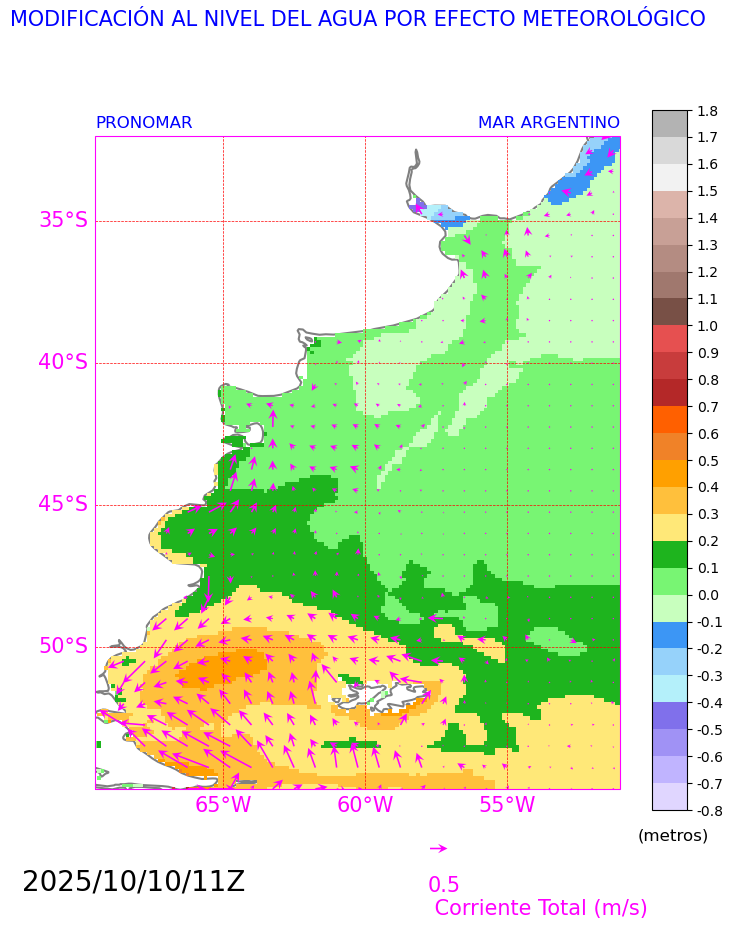 MODIFICACIÓN AL NIVEL DEL AGUA POR EFECTO METEOROLÓGICO
PRONOMAR MAR ARGENTINO
35°S
40°S
45°S
50°S
65°W 60°W 55°W
1.8
1.7
1.6
1.5
1.4
1.3
1.2
1.1
1.0
0.9
0.8
0.7
0.6
0.5
0.4
0.3
0.2
0.1
0.0
-0.1
-0.2
-0.3
-0.4
-0.5
-0.6
-0.7
-0.8
(metros)
2025/10/10/11Z
0.5
Corriente Total (m/s)